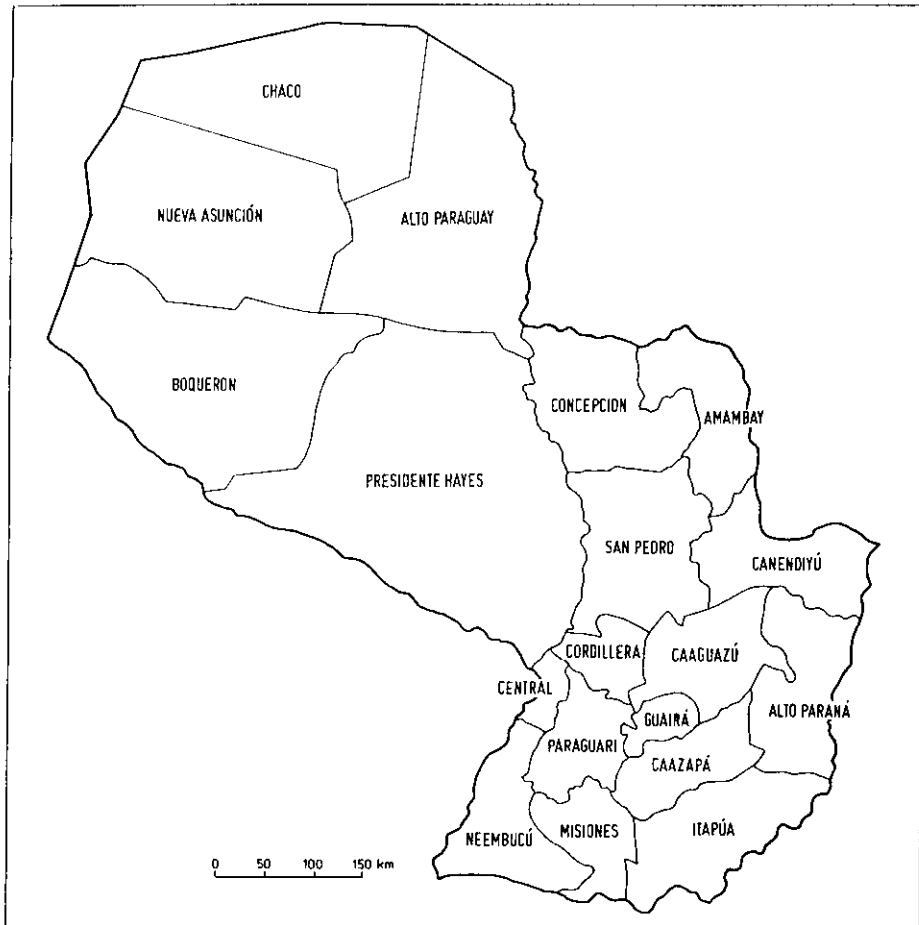 CHACO
NUEVA ASUNCIÓN
ALTO PARAGUAY
BOQUERON
CONCEPCION
AMAMBAY
PRESIDENTE HAYES
SAN PEDRO
CANENDIYÚ
CORDILLERA
CAAGUAZÚ
CENTRAL
ALTO PARANÁ
GUAIRÁ
PARAGUARI
CAAZAPÁ
NEEMBUCÚ
MISIONES
ITAPÚA
0 50 100 150 km